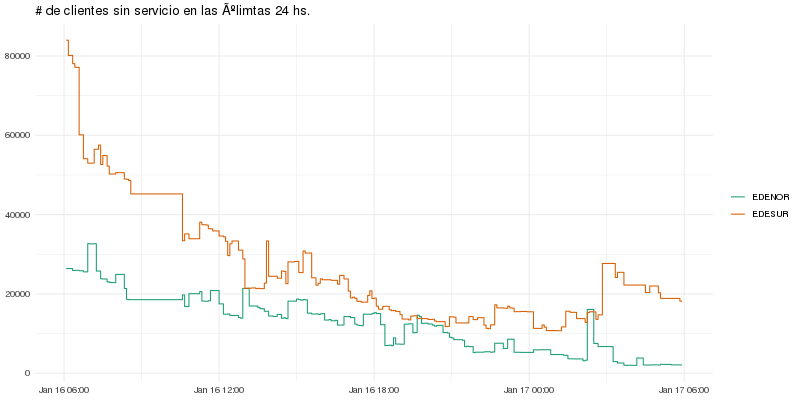 # de clientes sin servicio en las Ãºlimtas 24 hs.
80000
60000
40000
20000
0
Jan 16 06:00
Jan 16 12:00
Jan 16 18:00
Jan 17 00:00
Jan 17 06:00
EDENOR
EDESUR